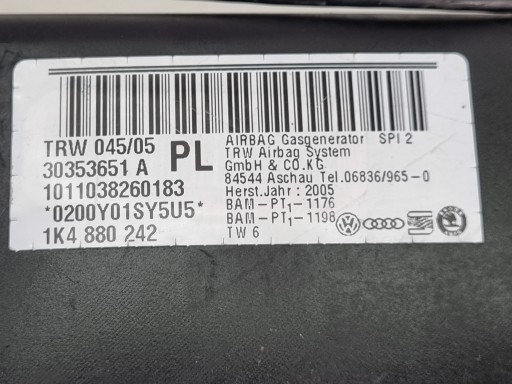 TRW 045/05
30353651 A PL
1011038260183
*0200Y01SY5U5*
1K4 880 242
AIRBAG Gasgenerator SPI 2
TRW Airbag System
GmbH & CO.KG
84544 Aschau Tel.06836/965-0
Herst.Jahr: 2005
BAM-PT₁-1176
BAM-PT₁-1198
TW 6